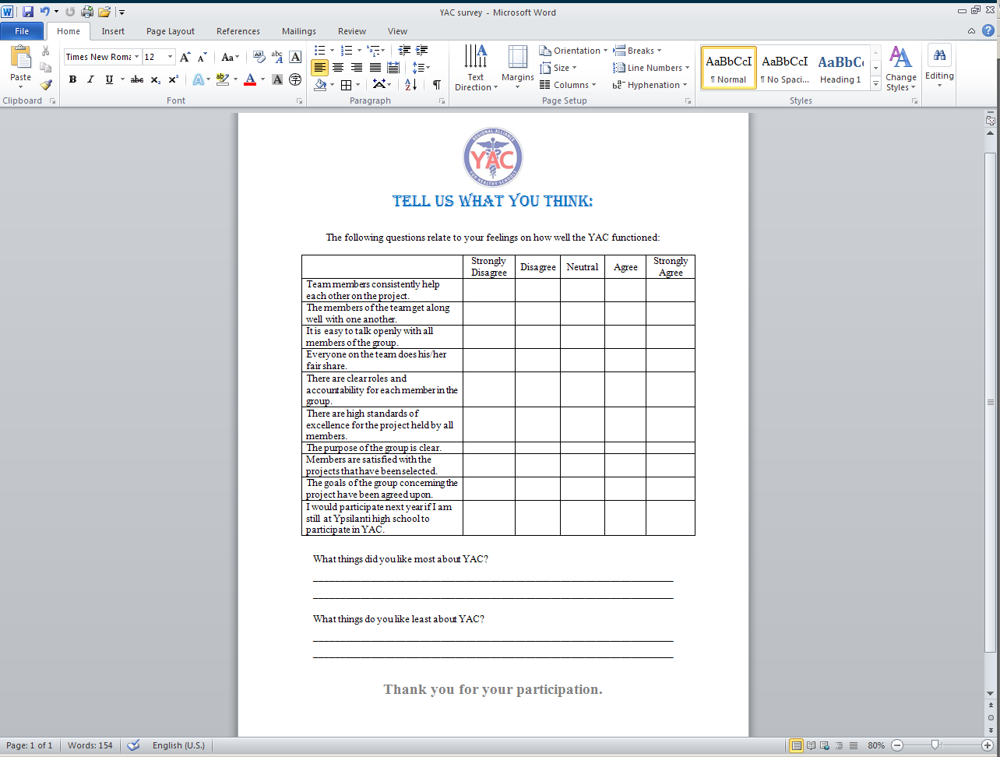 YAC survey - Microsoft Word
File Home Insert Page Layout References Mailings Review View
Times New Roma 12 Aa Orientation Breaks AaBbCcI AaBbCcI AaBbCc
Paste Text Direction Margins Size Line Numbers ¶ Normal ¶ No Spaci... Heading 1 Change Styles Editing
B I U abc X₂ X² A ab A A Columns Hyphenation
Clipboard Font Paragraph Page Setup Styles
REGIONAL ALLIANCE
YAC
FOR HEALTHY SCHOOLS
TELL US WHAT YOU THINK:
The following questions relate to your feelings on how well the YAC functioned:
Strongly Disagree Disagree Neutral Agree Strongly Agree
Team members consistently help
each other on the project.
The members of the team get along
well with one another.
It is easy to talk openly with all
members of the group.
Everyone on the team does his/her
fair share.
There are clear roles and
accountability for each member in the
group.
There are high standards of
excellence for the project held by all
members.
The purpose of the group is clear.
Members are satisfied with the
projects that have been selected.
The goals of the group concerning the
project have been agreed upon.
I would participate next year if I am
still at Ypsilanti high school to
participate in YAC.
What things did you like most about YAC?
What things do you like least about YAC?
Thank you for your participation.
Page: 1 of 1 Words: 154 English (U.S.) 80%